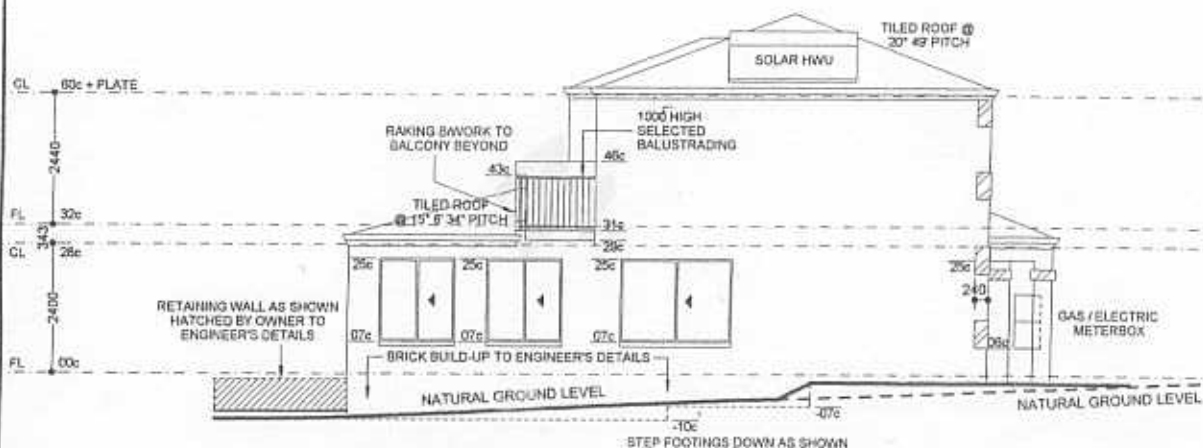 TILED ROOF @
20° 49' PITCH
SOLAR HWU
CL 60c + PLATE
1000 HIGH
SELECTED
BALUSTRADING
RAKING B/WORK TO
BALCONY BEYOND
2440
43c
46c
TILED ROOF
@ 15° 6' 34" PITCH
FL 32c
31c
343
CL 28c
28c
25c
25c
25c
25c
240
2400
RETAINING WALL AS SHOWN
HATCHED BY OWNER TO
ENGINEER'S DETAILS
GAS / ELECTRIC
METERBOX
07c
07c
07c
06c
BRICK BUILD-UP TO ENGINEER'S DETAILS
FL 00c
NATURAL GROUND LEVEL
NATURAL GROUND LEVEL
-07c
-10c
STEP FOOTINGS DOWN AS SHOWN